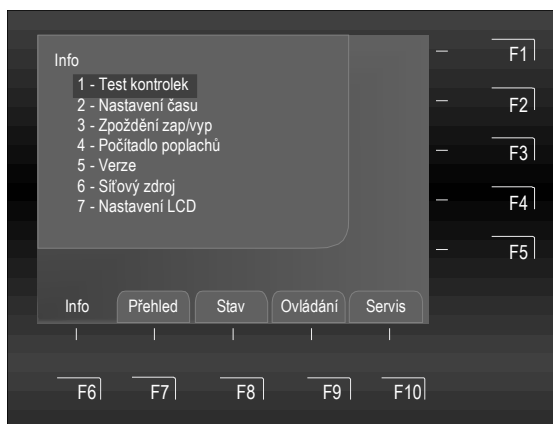 Info
1 - Test kontrolek
2 - Nastavení času
3 - Zpoždění zap/vyp
4 - Počítadlo poplachů
5 - Verze
6 - Síťový zdroj
7 - Nastavení LCD
F1
F2
F3
F4
F5
Info Přehled Stav Ovládání Servis
F6 F7 F8 F9 F10